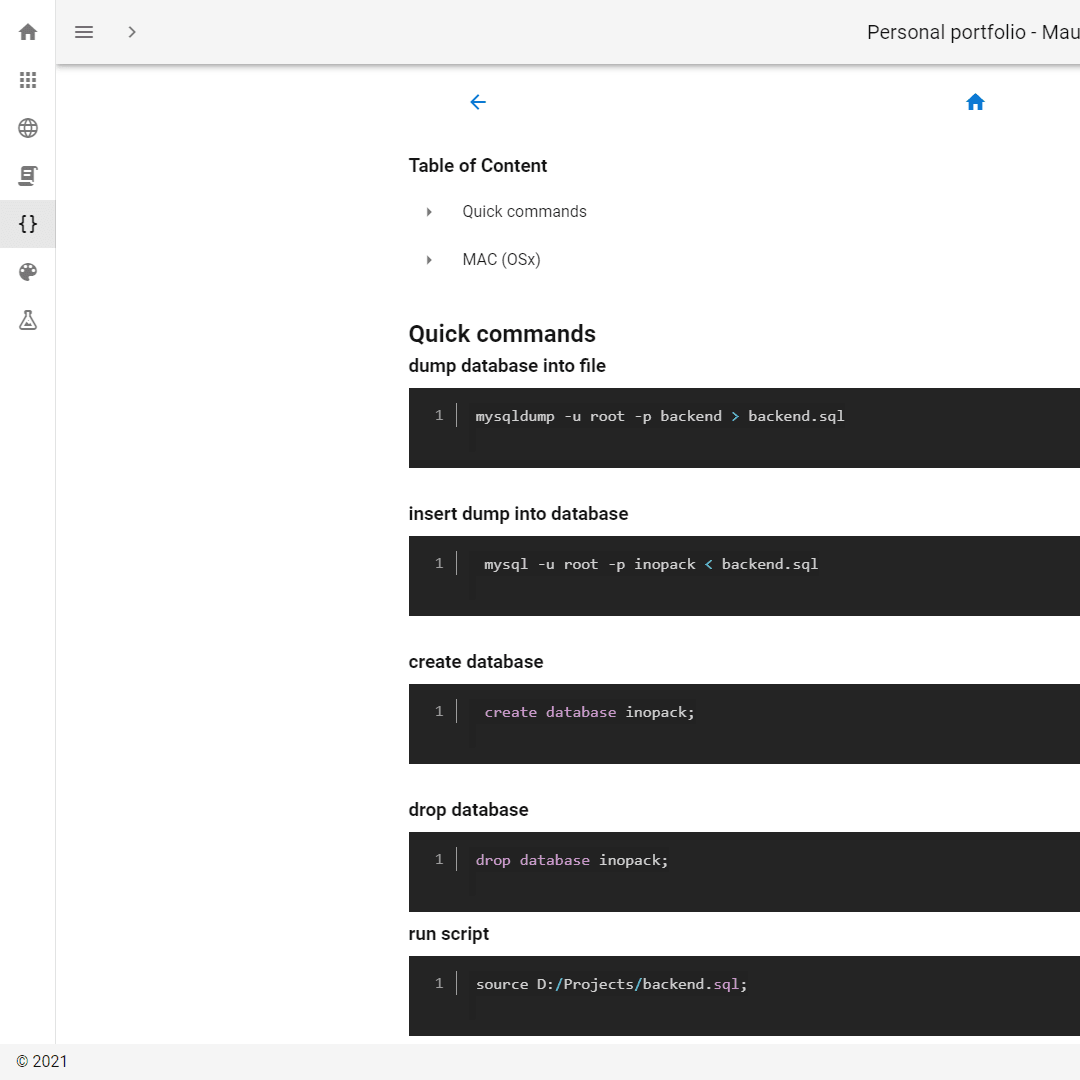 Personal portfolio - Mau
Table of Content
Quick commands
MAC (OSx)
Quick commands
dump database into file
1 mysqldump -u root -p backend > backend.sql
insert dump into database
1 mysql -u root -p inopack < backend.sql
create database
1 create database inopack;
drop database
1 drop database inopack;
run script
1 source D:/Projects/backend.sql;
© 2021